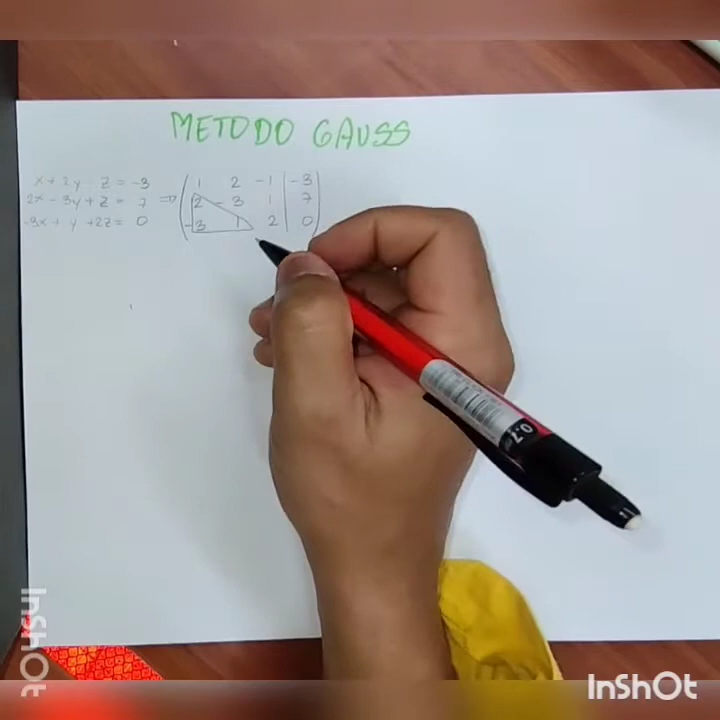 METODO GAUSS
x + 2y - z = -3
2x - 3y + z = 7
-3x + y + 2z = 0
⇒
1 2 -1 | -3
2 -3 1 | 7
-3 1 2 | 0
0.7
InShOt
InShOt